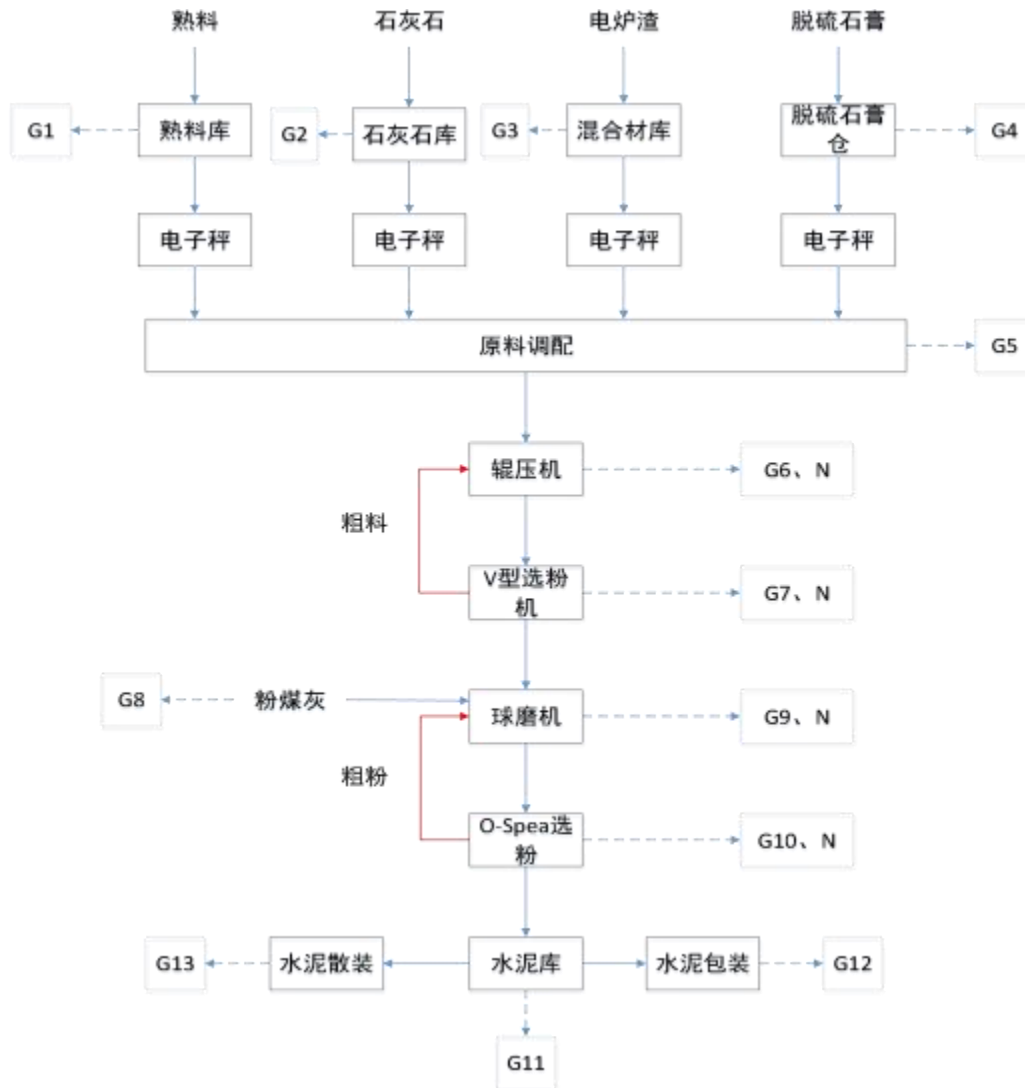 熟料
石灰石
电炉渣
脱硫石膏
G1
熟料库
G2
石灰石库
G3
混合材库
脱硫石膏
仓
G4
电子秤
电子秤
电子秤
电子秤
原料调配
G5
辊压机
G6、N
粗料
V型选粉
机
G7、N
G8
粉煤灰
球磨机
G9、N
粗粉
O-Spea选
粉
G10、N
G13
水泥散装
水泥库
水泥包装
G12
G11